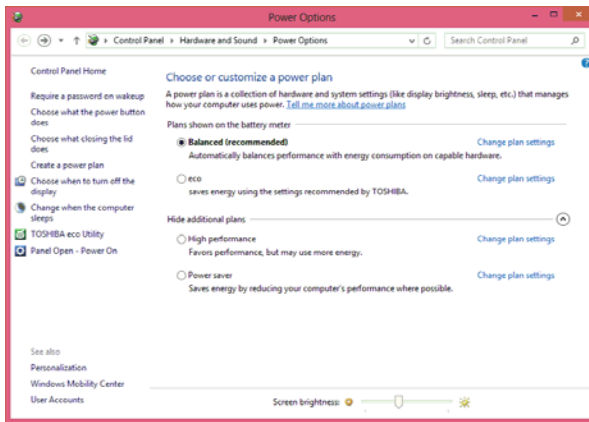 Power Options
Control Panel
Hardware and Sound
Power Options
Search Control Panel
Control Panel Home
Require a password on wakeup
Choose what the power button
does
Choose what closing the lid
does
Create a power plan
Choose when to turn off the
display
Change when the computer
sleeps
TOSHIBA eco Utility
Panel Open - Power On
See also
Personalization
Windows Mobility Center
User Accounts
Choose or customize a power plan
A power plan is a collection of hardware and system settings (like display brightness, sleep, etc.) that manages
how your computer uses power. Tell me more about power plans
Plans shown on the battery meter
Balanced (recommended) Change plan settings
Automatically balances performance with energy consumption on capable hardware.
eco Change plan settings
saves energy using the settings recommended by TOSHIBA.
Hide additional plans
High performance Change plan settings
Favors performance, but may use more energy.
Power saver Change plan settings
Saves energy by reducing your computer's performance where possible.
Screen brightness: